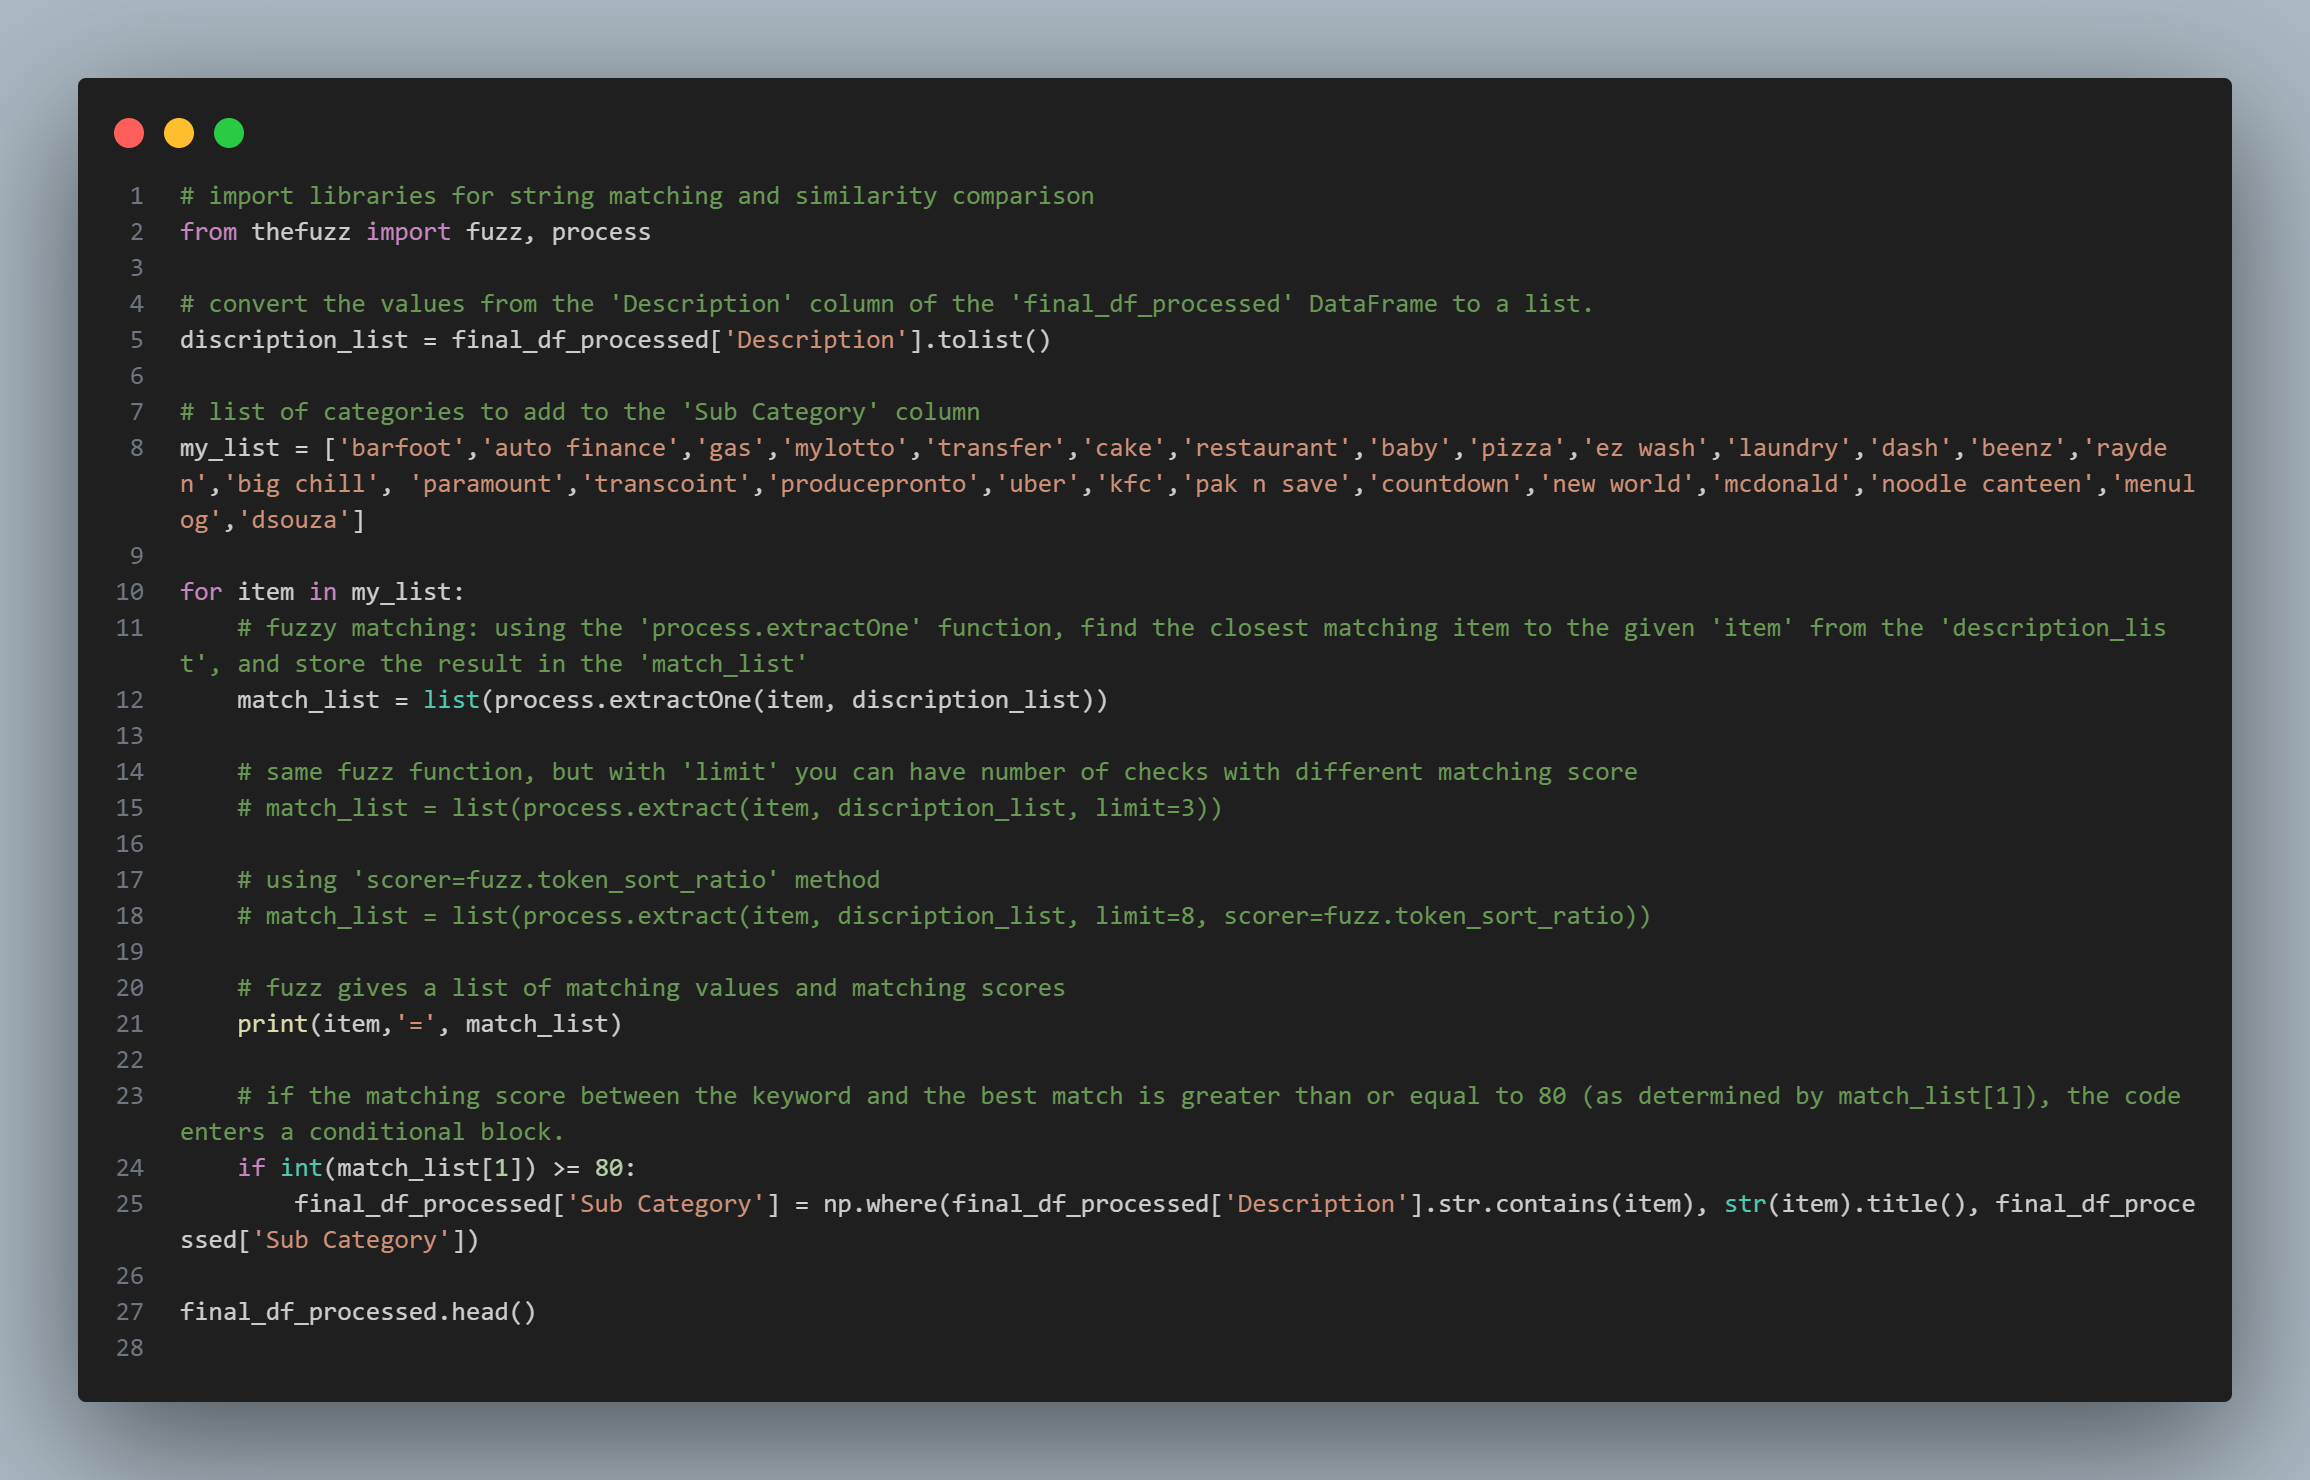 1 # import libraries for string matching and similarity comparison
2 from thefuzz import fuzz, process
3
4 # convert the values from the 'Description' column of the 'final_df_processed' DataFrame to a list.
5 discription_list = final_df_processed['Description'].tolist()
6
7 # list of categories to add to the 'Sub Category' column
8 my_list = ['barfoot','auto finance','gas','mylotto','transfer','cake','restaurant','baby','pizza','ez wash','laundry','dash','beenz','rayde
n','big chill', 'paramount','transcoint','producepronto','uber','kfc','pak n save','countdown','new world','mcdonald','noodle canteen','menul
og','dsouza']
9
10 for item in my_list:
11     # fuzzy matching: using the 'process.extractOne' function, find the closest matching item to the given 'item' from the 'description_lis
t', and store the result in the 'match_list'
12     match_list = list(process.extractOne(item, discription_list))
13
14     # same fuzz function, but with 'limit' you can have number of checks with different matching score
15     # match_list = list(process.extract(item, discription_list, limit=3))
16
17     # using 'scorer=fuzz.token_sort_ratio' method
18     # match_list = list(process.extract(item, discription_list, limit=8, scorer=fuzz.token_sort_ratio))
19
20     # fuzz gives a list of matching values and matching scores
21     print(item,'=', match_list)
22
23     # if the matching score between the keyword and the best match is greater than or equal to 80 (as determined by match_list[1]), the code
enters a conditional block.
24     if int(match_list[1]) >= 80:
25         final_df_processed['Sub Category'] = np.where(final_df_processed['Description'].str.contains(item), str(item).title(), final_df_proce
ssed['Sub Category'])
26
27 final_df_processed.head()
28